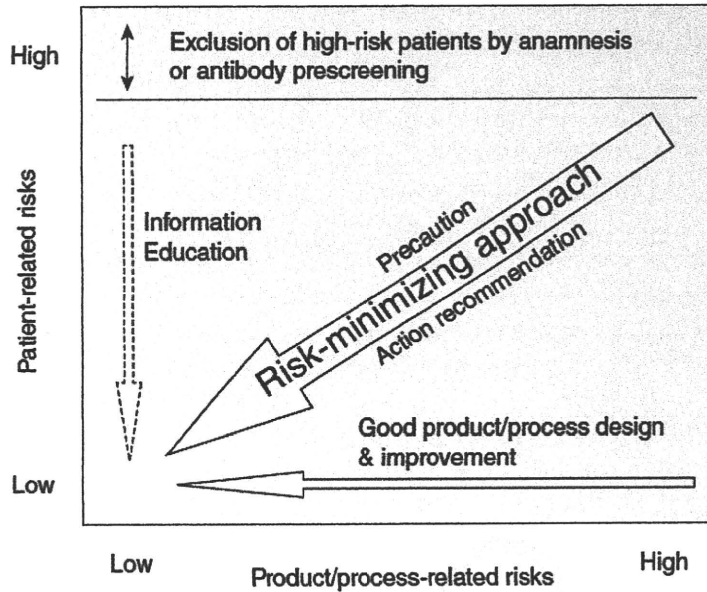 High
Exclusion of high-risk patients by anamnesis
or antibody prescreening
Patient-related risks
Information
Education
Precaution
Risk-minimizing approach
Action recommendation
Good product/process design
& improvement
Low
Low
Product/process-related risks
High